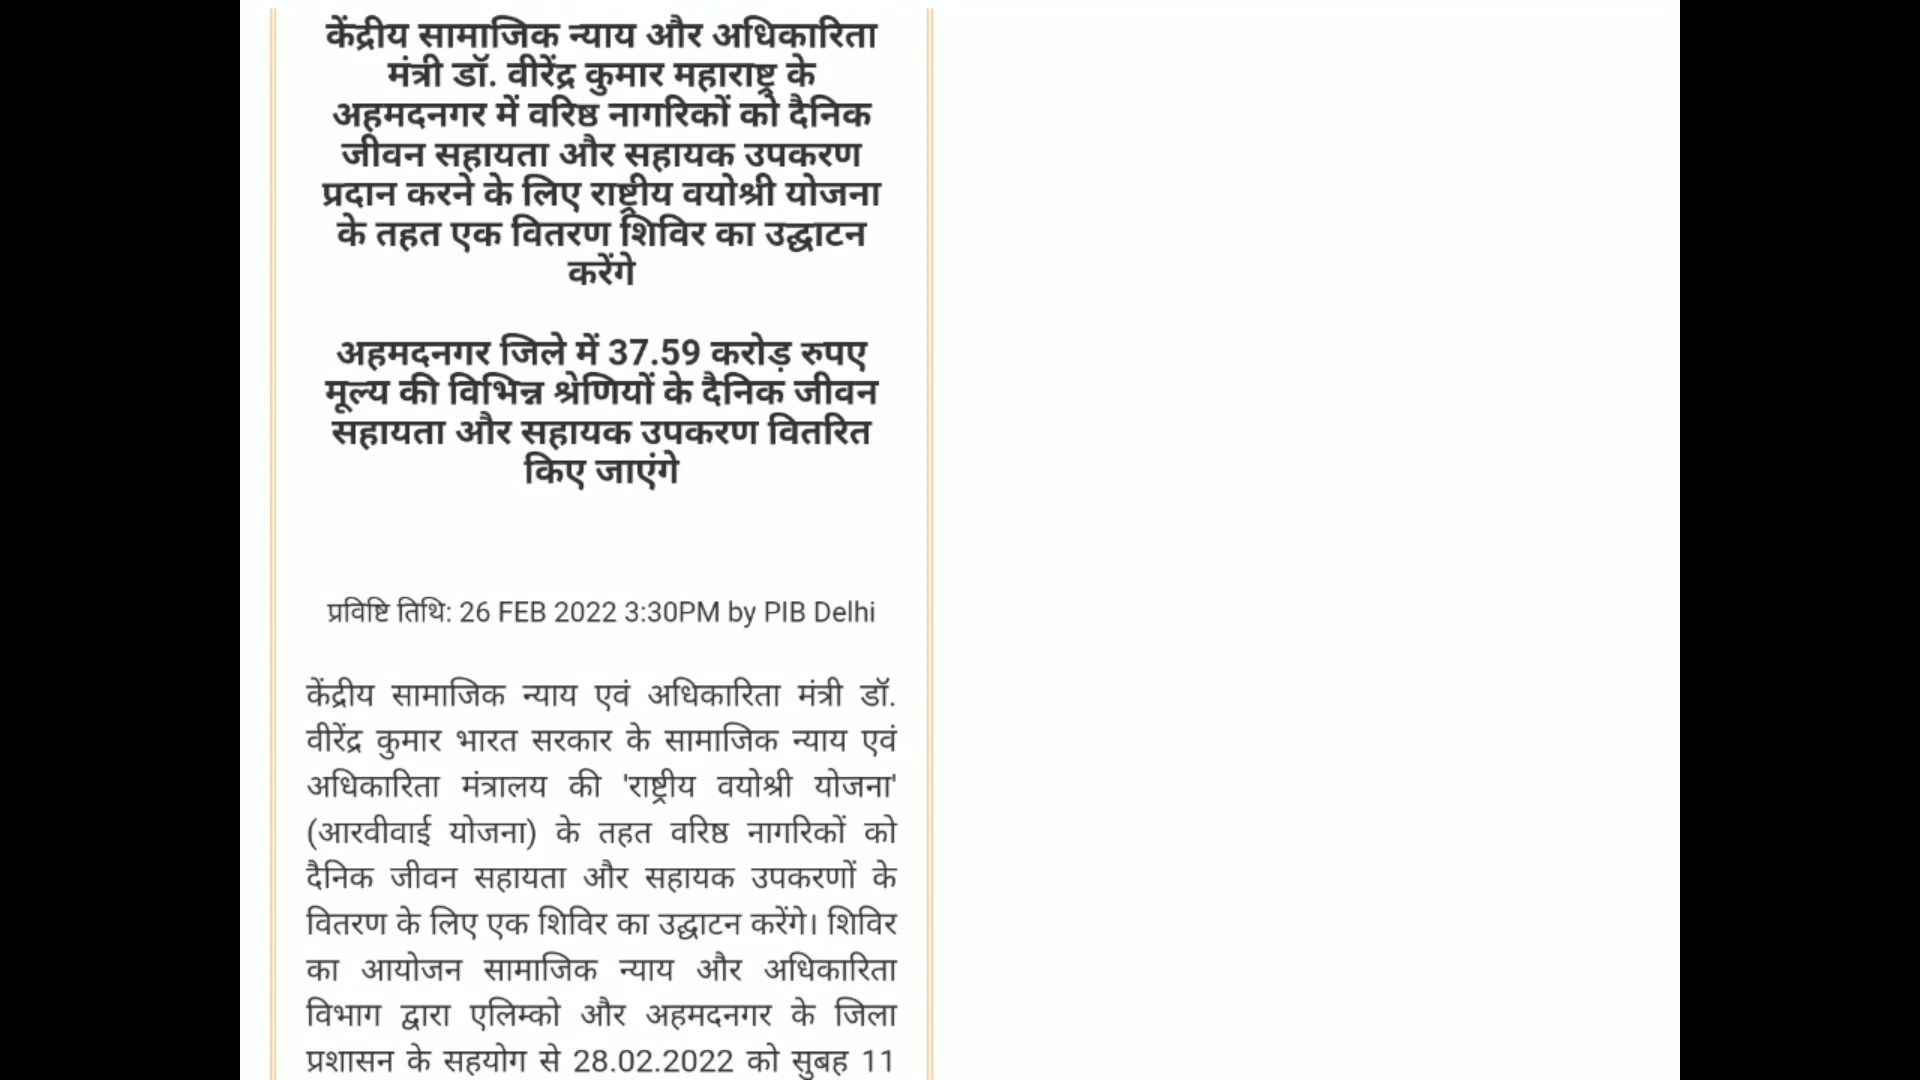 केंद्रीय सामाजिक न्याय और अधिकारिता
मंत्री डॉ. वीरेंद्र कुमार महाराष्ट्र के
अहमदनगर में वरिष्ठ नागरिकों को दैनिक
जीवन सहायता और सहायक उपकरण
प्रदान करने के लिए राष्ट्रीय वयोश्री योजना
के तहत एक वितरण शिविर का उद्घाटन
करेंगे
अहमदनगर जिले में 37.59 करोड़ रुपए
मूल्य की विभिन्न श्रेणियों के दैनिक जीवन
सहायता और सहायक उपकरण वितरित
किए जाएंगे
प्रविष्टि तिथि: 26 FEB 2022 3:30PM by PIB Delhi
केंद्रीय सामाजिक न्याय एवं अधिकारिता मंत्री डॉ.
वीरेंद्र कुमार भारत सरकार के सामाजिक न्याय एवं
अधिकारिता मंत्रालय की 'राष्ट्रीय वयोश्री योजना'
(आरवीवाई योजना) के तहत वरिष्ठ नागरिकों को
दैनिक जीवन सहायता और सहायक उपकरणों के
वितरण के लिए एक शिविर का उद्घाटन करेंगे। शिविर
का आयोजन सामाजिक न्याय और अधिकारिता
विभाग द्वारा एलिम्को और अहमदनगर के जिला
प्रशासन के सहयोग से 28.02.2022 को सुबह 11